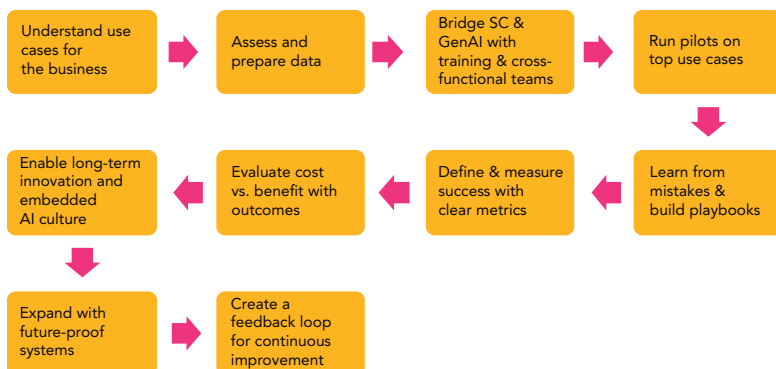 Understand use
cases for
the business
Assess and
prepare data
Bridge SC &
GenAI with
training & cross-
functional teams
Run pilots on
top use cases
Learn from
mistakes &
build playbooks
Define & measure
success with
clear metrics
Evaluate cost
vs. benefit with
outcomes
Enable long-term
innovation and
embedded
AI culture
Expand with
future-proof
systems
Create a
feedback loop
for continuous
improvement